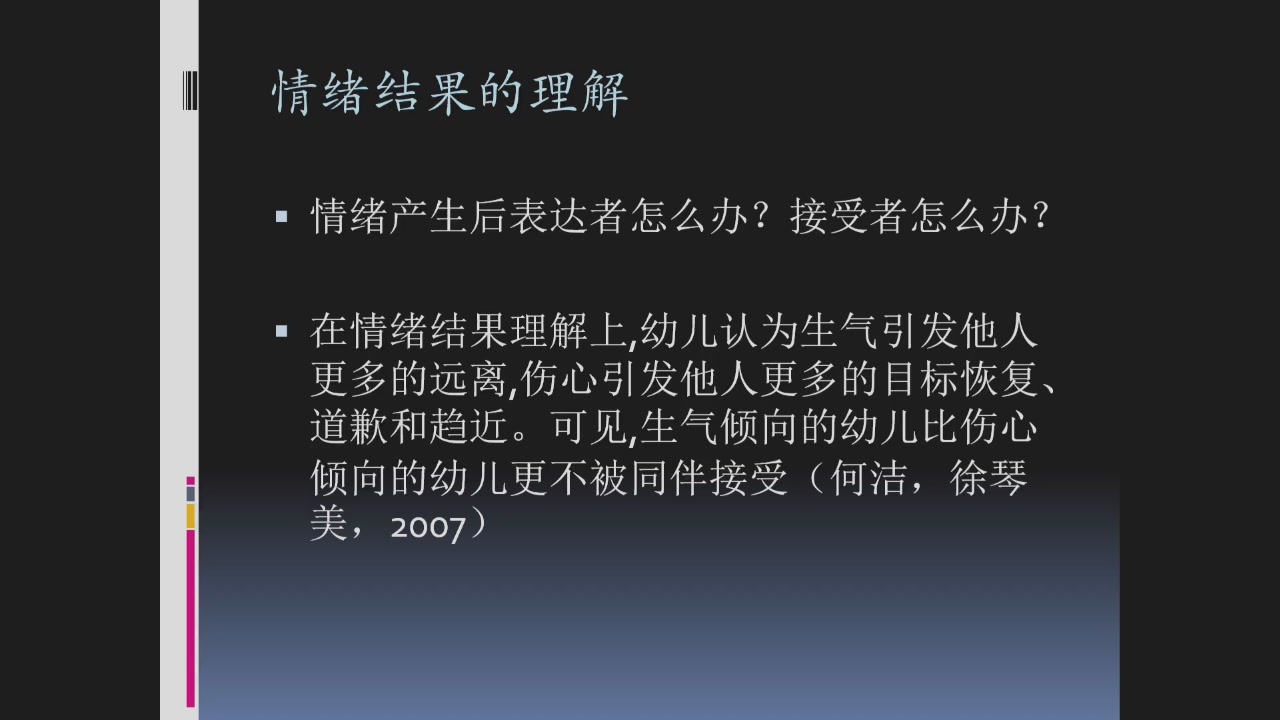 情绪结果的理解
情绪产生后表达者怎么办？接受者怎么办？
在情绪结果理解上,幼儿认为生气引发他人
更多的远离,伤心引发他人更多的目标恢复、
道歉和趋近。可见,生气倾向的幼儿比伤心
倾向的幼儿更不被同伴接受（何洁，徐琴
美，2007）